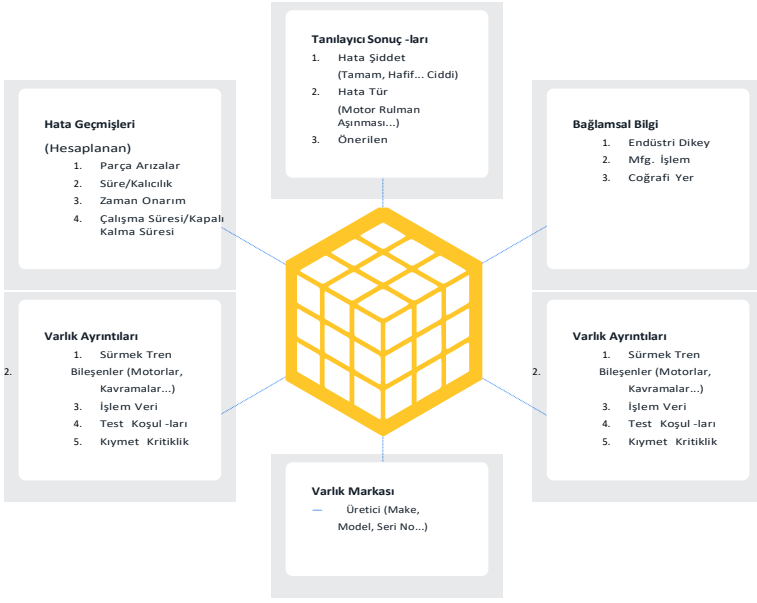 Tanılayıcı Sonuç -ları
1. Hata Şiddet
(Tamam, Hafif... Ciddi)
2. Hata Tür
(Motor Rulman
Aşınması...)
3. Önerilen
Hata Geçmişleri
(Hesaplanan)
1. Parça Arızalar
2. Süre/Kalıcılık
3. Zaman Onarım
4. Çalışma Süresi/Kapalı
Kalma Süresi
Bağlamsal Bilgi
1. Endüstri Dikey
2. Mfg. İşlem
3. Coğrafi Yer
Varlık Ayrıntıları
1. Sürmek Tren
2. Bileşenler (Motorlar,
Kavramalar...)
3. İşlem Veri
4. Test Koşul -ları
5. Kıymet Kritiklik
Varlık Ayrıntıları
1. Sürmek Tren
2. Bileşenler (Motorlar,
Kavramalar...)
3. İşlem Veri
4. Test Koşul -ları
5. Kıymet Kritiklik
Varlık Markası
— Üretici (Make,
Model, Seri No...)